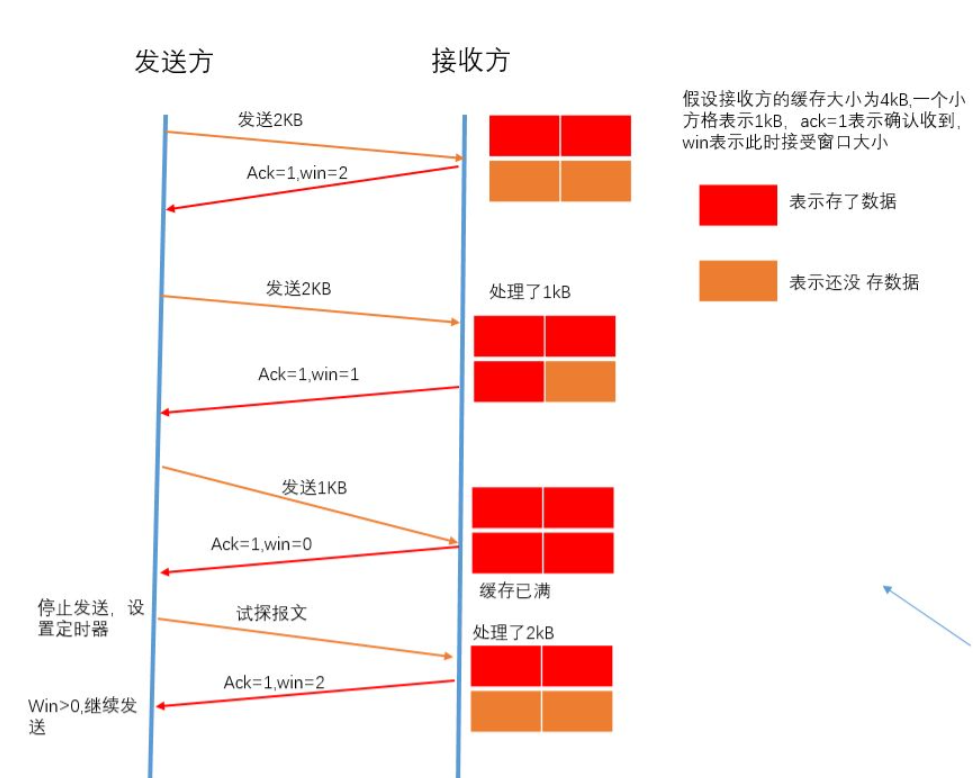 发送方
接收方
假设接收方的缓存大小为4kB,一个小
方格表示1kB，ack=1表示确认收到，
win表示此时接受窗口大小
发送2KB
Ack=1,win=2
表示存了数据
表示还没 存数据
发送2KB
处理了1kB
Ack=1,win=1
发送1KB
Ack=1,win=0
缓存已满
停止发送，设
置定时器
试探报文
处理了2kB
Ack=1,win=2
Win>0,继续发
送